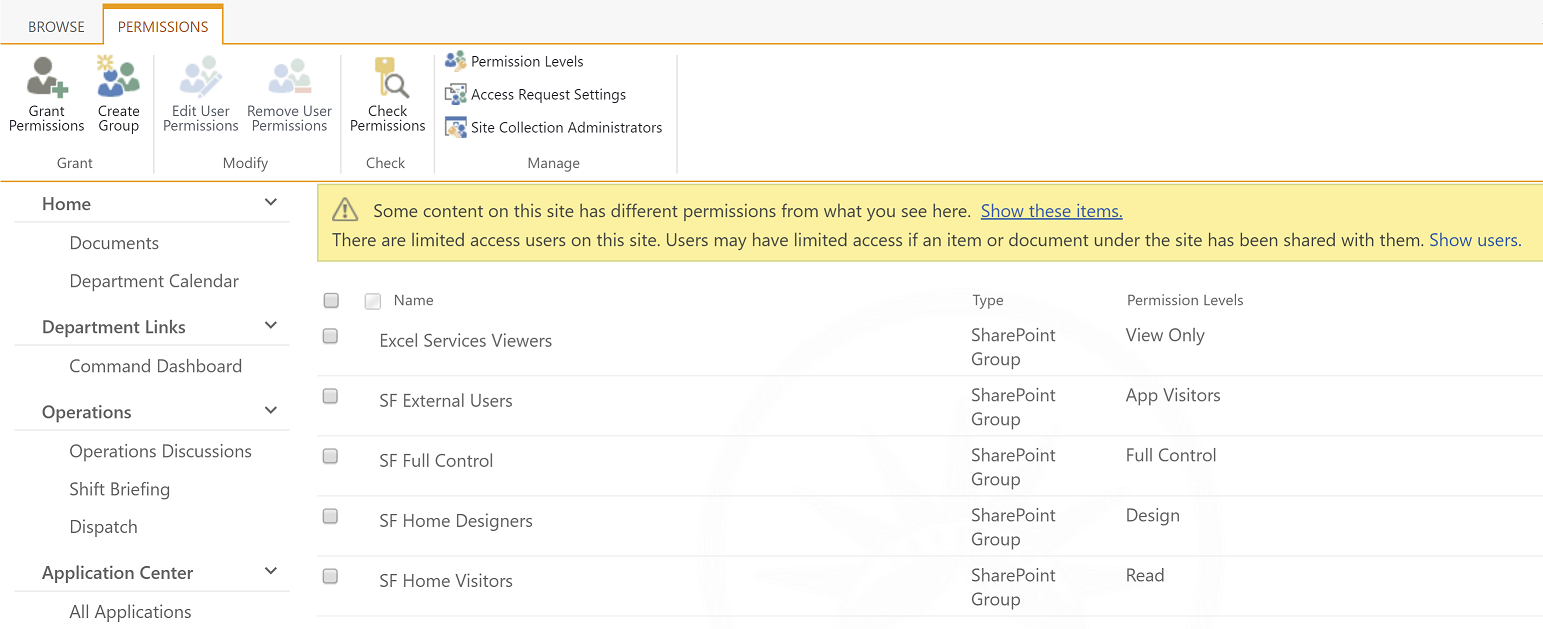 BROWSE
PERMISSIONS
Grant
Permissions
Create
Group
Grant
Edit User
Permissions
Remove User
Permissions
Modify
Check
Permissions
Check
Permission Levels
Access Request Settings
Site Collection Administrators
Manage
Home
Documents
Department Calendar
Department Links
Command Dashboard
Operations
Operations Discussions
Shift Briefing
Dispatch
Application Center
All Applications
Some content on this site has different permissions from what you see here. Show these items.
There are limited access users on this site. Users may have limited access if an item or document under the site has been shared with them. Show users.
Name Type Permission Levels
Excel Services Viewers SharePoint Group View Only
SF External Users SharePoint Group App Visitors
SF Full Control SharePoint Group Full Control
SF Home Designers SharePoint Group Design
SF Home Visitors SharePoint Group Read